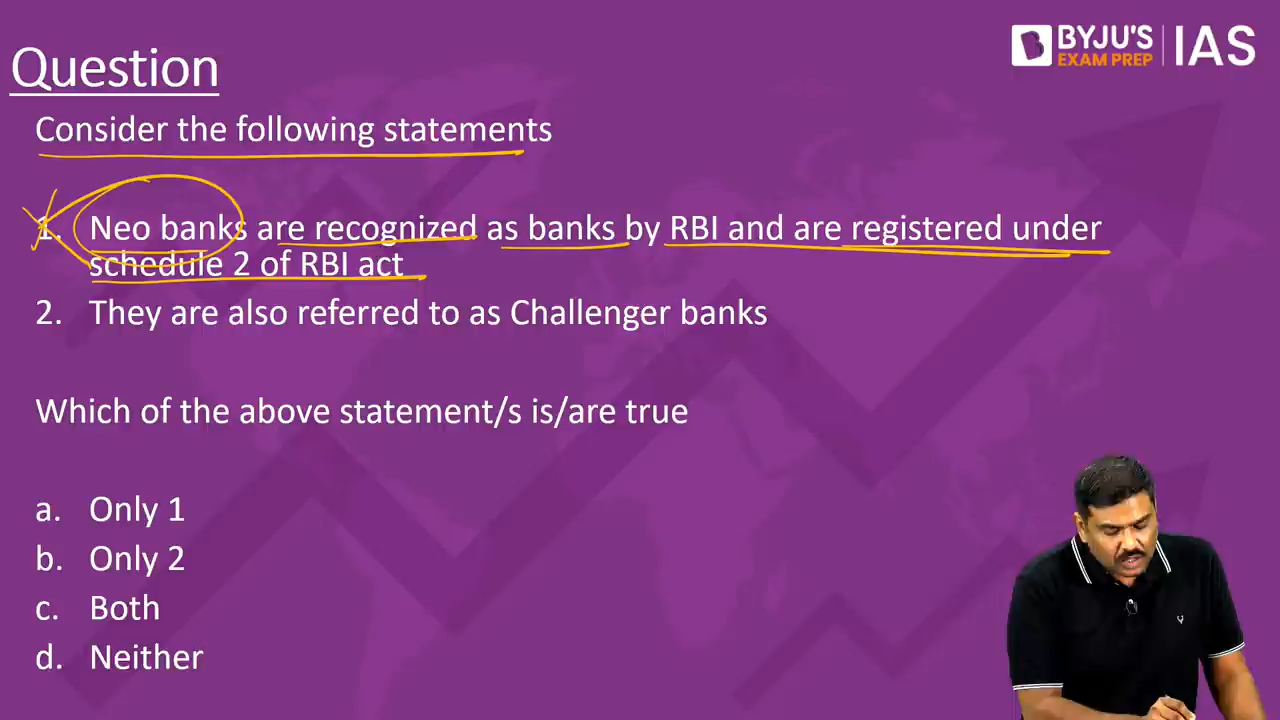 Question
BYJU'S
EXAM PREP
IAS
Consider the following statements
1. Neo banks are recognized as banks by RBI and are registered under
schedule 2 of RBI act
2. They are also referred to as Challenger banks
Which of the above statement/s is/are true
a. Only 1
b. Only 2
c. Both
d. Neither